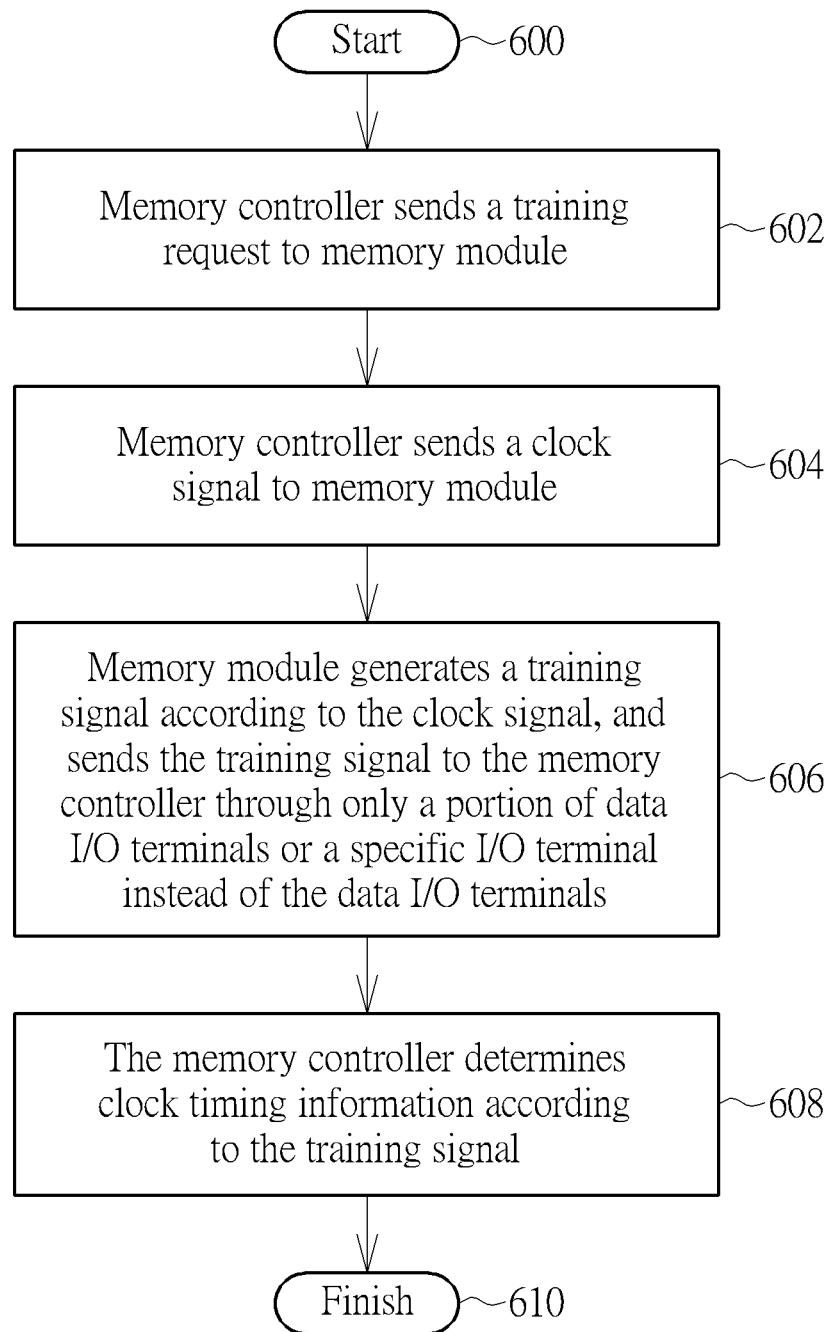 Start
600
Memory controller sends a training
request to memory module
602
Memory controller sends a clock
signal to memory module
604
Memory module generates a training
signal according to the clock signal, and
sends the training signal to the memory
controller through only a portion of data
I/O terminals or a specific I/O terminal
instead of the data I/O terminals
606
The memory controller determines
clock timing information according
to the training signal
608
Finish
610